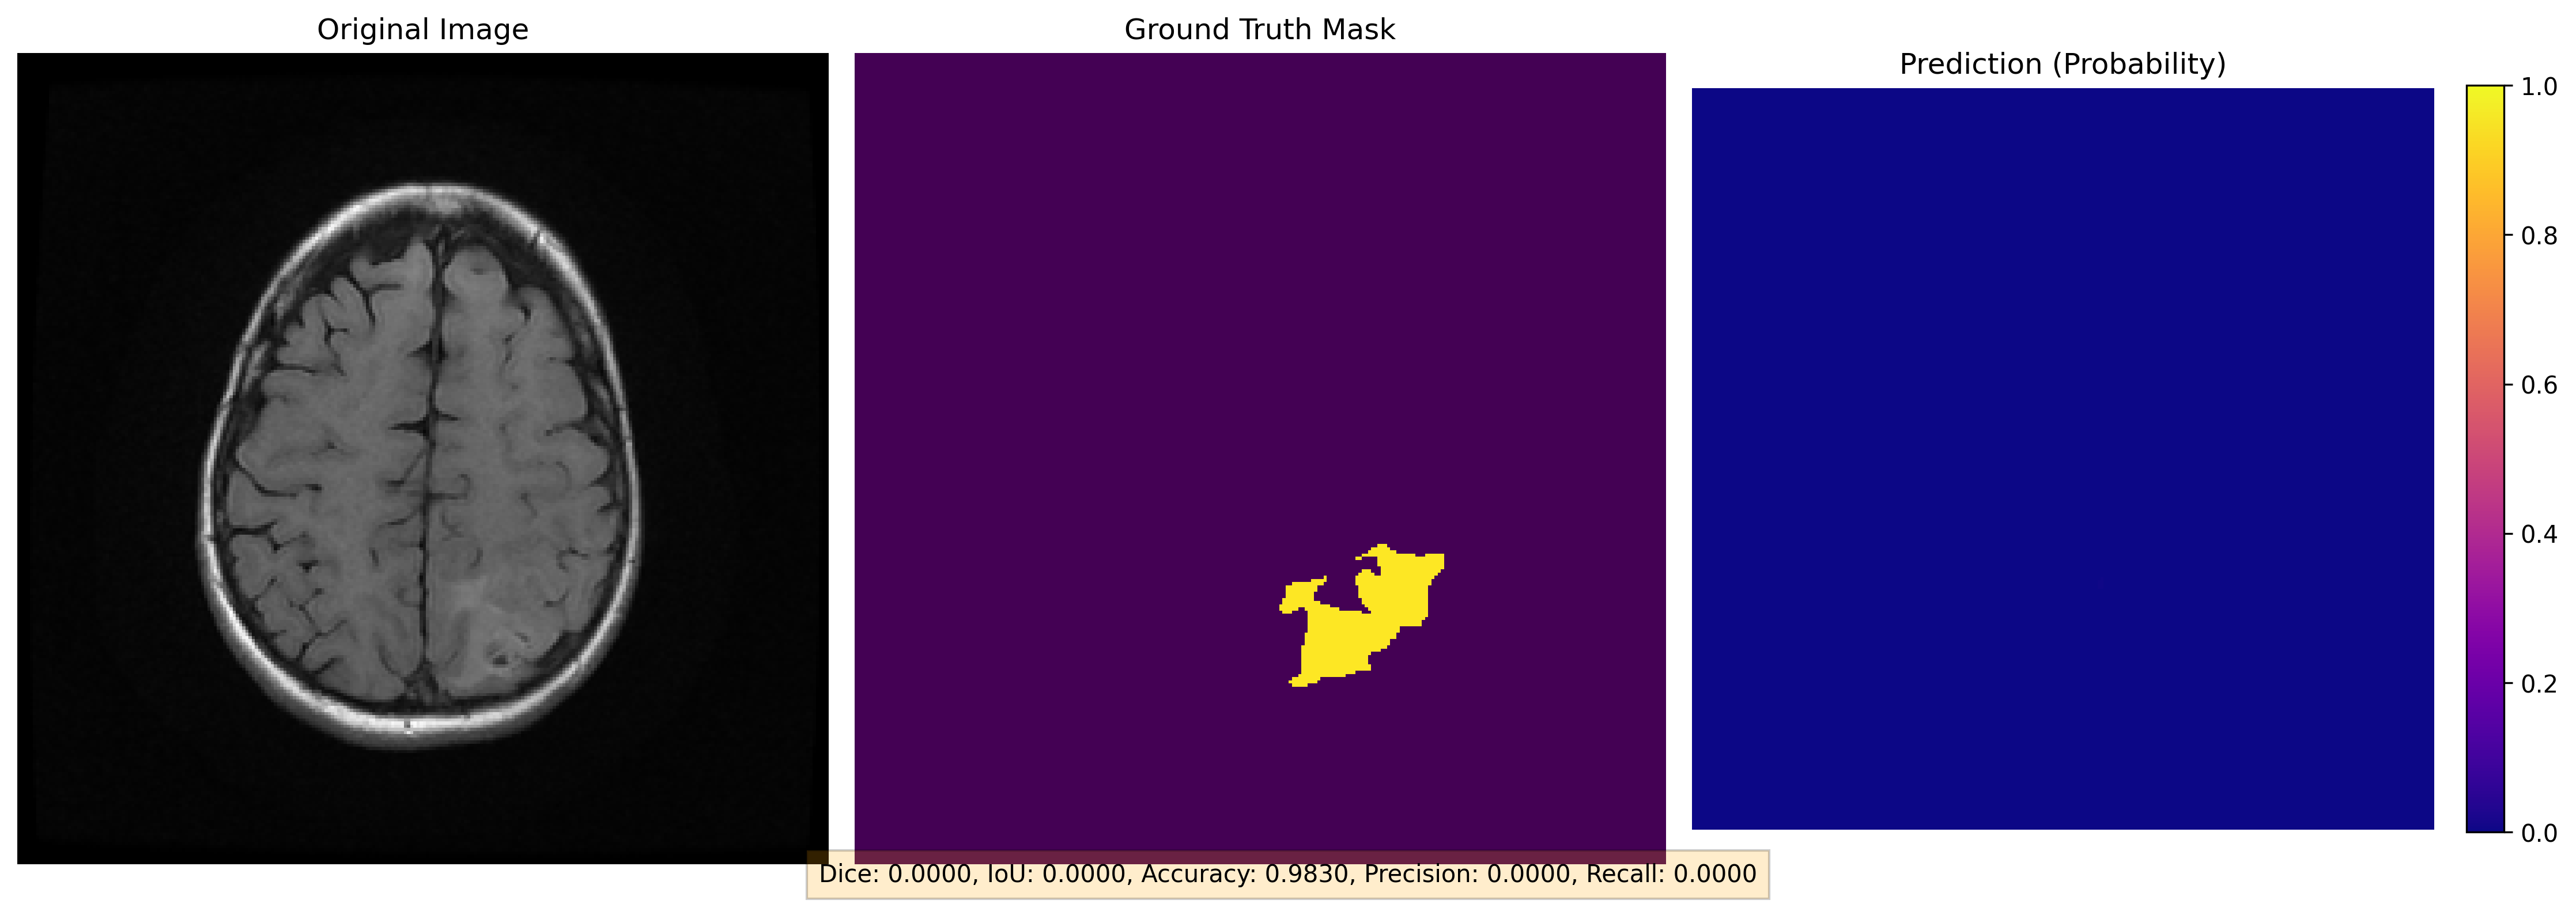 Original Image
Ground Truth Mask
Prediction (Probability)
1.0
0.8
0.6
0.4
0.2
0.0
Dice: 0.0000, IoU: 0.0000, Accuracy: 0.9830, Precision: 0.0000, Recall: 0.0000